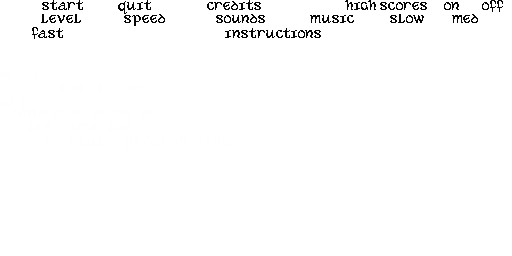 start quit credits high scores on off
level speed sounds music slow med
fast instructions